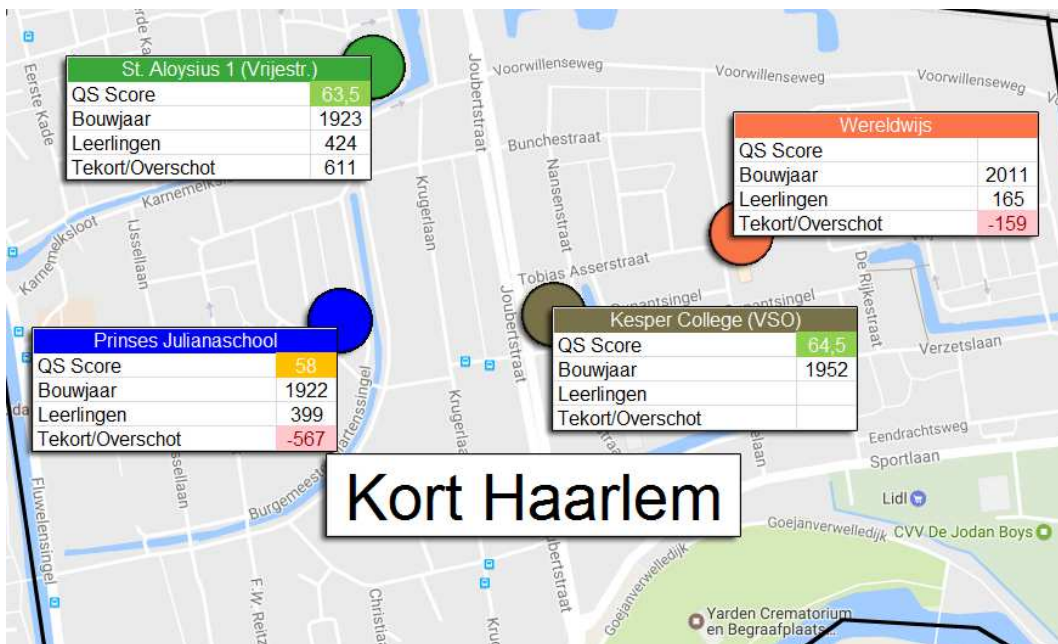 Eerste Kade
Voorwillenseweg
Voorwillenseweg
Voorwillenseweg
Joubertstraat
St. Aloysius 1 (Vrijestr.)
QS Score 63,5
Bouwjaar 1923
Leerlingen 424
Tekort/Overschot 611
Wereldwijs
QS Score
Bouwjaar 2011
Leerlingen 165
Tekort/Overschot -159
Bunchestraat
Nansenstraat
Krugerlaan
Karnemelksloot
Karnemelksloot
IJssellaan
Tobias Asserstraat
De Rijkestraat
Joubertstraat
Kesper College (VSO)
QS Score 64,5
Bouwjaar 1952
Leerlingen
Tekort/Overschot
Prinses Julianaschool
QS Score 58
Bouwjaar 1922
Leerlingen 399
Tekort/Overschot -567
Verzetslaan
Eendrachtsweg
Sportlaan
Kort Haarlem
Lidl
Goejanverwelledijk
CVV De Jodan Boys
Fluwelensingel
Goejanverwelledijk
F.W. Reitz
Yarden Crematorium
en Begraafplaats...